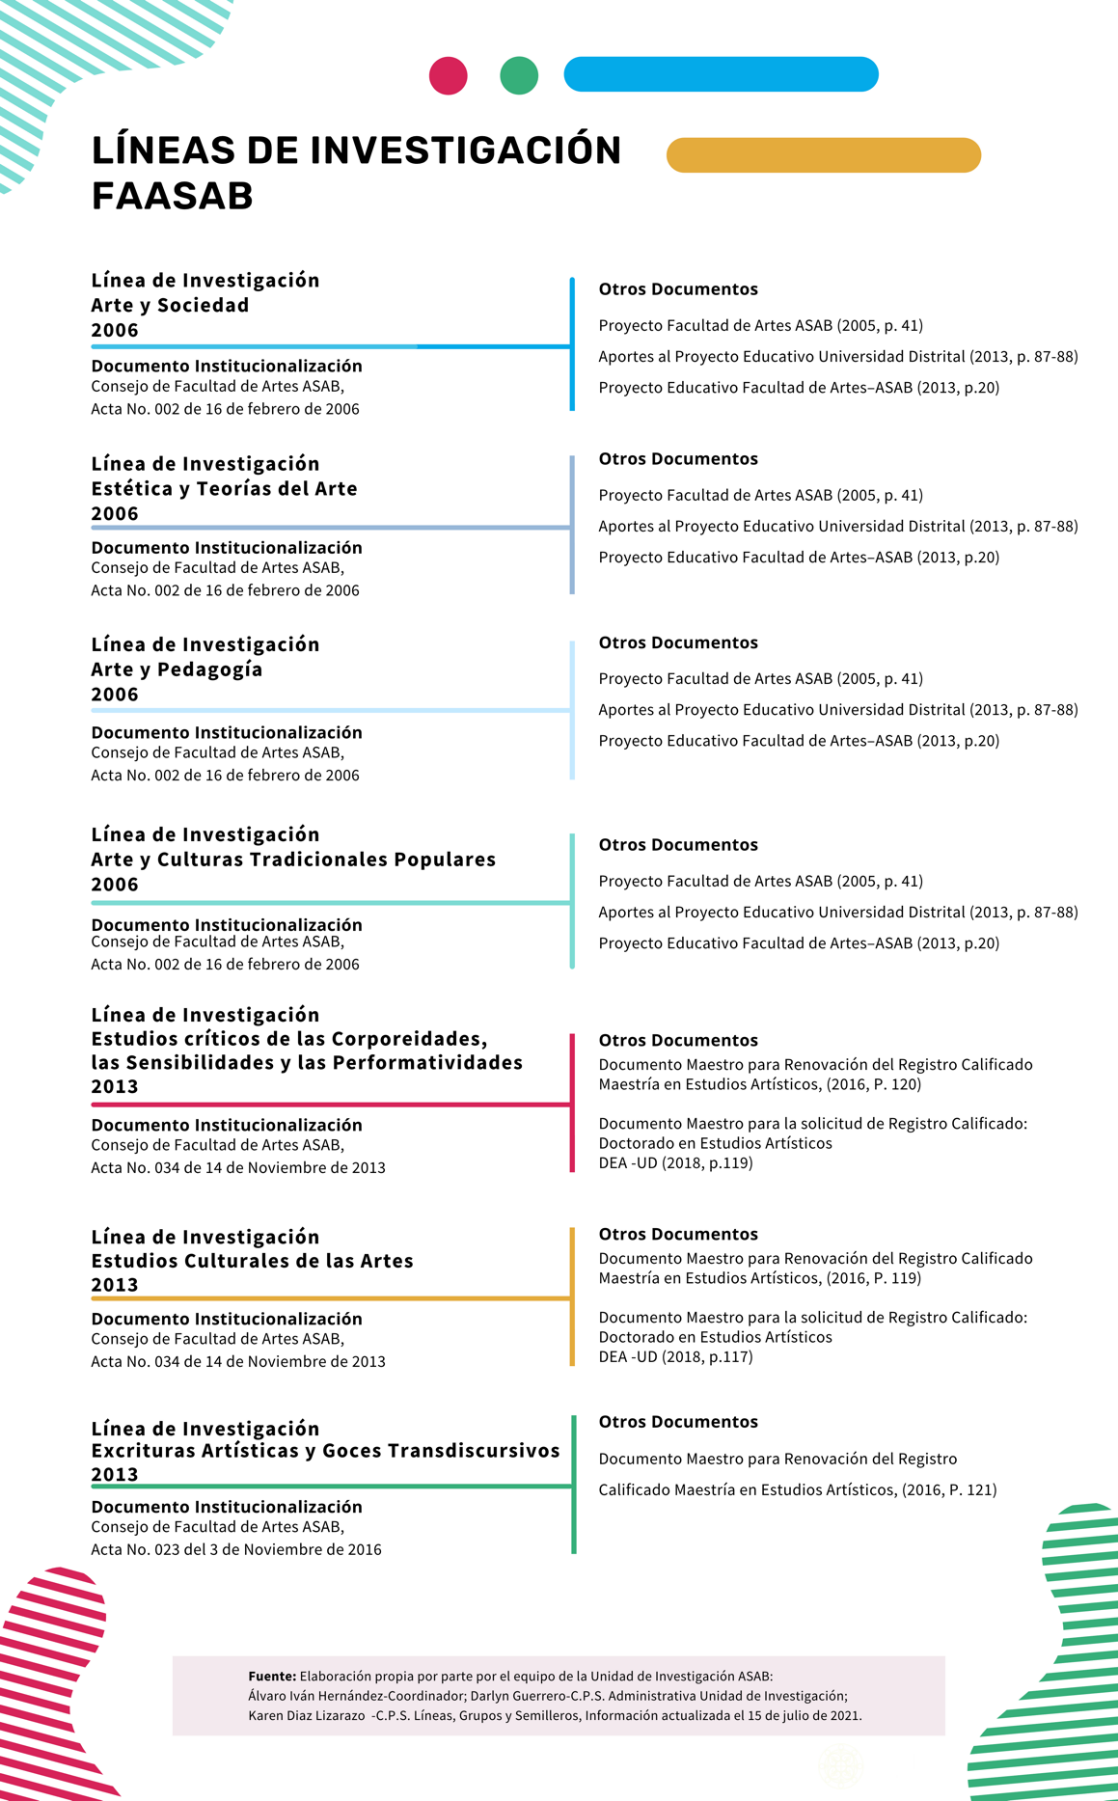 LÍNEAS DE INVESTIGACIÓN
FAASAB
Línea de Investigación
Arte y Sociedad
2006
Documento Institucionalización
Consejo de Facultad de Artes ASAB,
Acta No. 002 de 16 de febrero de 2006
Otros Documentos
Proyecto Facultad de Artes ASAB (2005, p. 41)
Aportes al Proyecto Educativo Universidad Distrital (2013, p. 87-88)
Proyecto Educativo Facultad de Artes–ASAB (2013, p.20)
Línea de Investigación
Estética y Teorías del Arte
2006
Documento Institucionalización
Consejo de Facultad de Artes ASAB,
Acta No. 002 de 16 de febrero de 2006
Otros Documentos
Proyecto Facultad de Artes ASAB (2005, p. 41)
Aportes al Proyecto Educativo Universidad Distrital (2013, p. 87-88)
Proyecto Educativo Facultad de Artes–ASAB (2013, p.20)
Línea de Investigación
Arte y Pedagogía
2006
Documento Institucionalización
Consejo de Facultad de Artes ASAB,
Acta No. 002 de 16 de febrero de 2006
Otros Documentos
Proyecto Facultad de Artes ASAB (2005, p. 41)
Aportes al Proyecto Educativo Universidad Distrital (2013, p. 87-88)
Proyecto Educativo Facultad de Artes–ASAB (2013, p.20)
Línea de Investigación
Arte y Culturas Tradicionales Populares
2006
Documento Institucionalización
Consejo de Facultad de Artes ASAB,
Acta No. 002 de 16 de febrero de 2006
Otros Documentos
Proyecto Facultad de Artes ASAB (2005, p. 41)
Aportes al Proyecto Educativo Universidad Distrital (2013, p. 87-88)
Proyecto Educativo Facultad de Artes–ASAB (2013, p.20)
Línea de Investigación
Estudios críticos de las Corporeidades,
las Sensibilidades y las Performatividades
2013
Documento Institucionalización
Consejo de Facultad de Artes ASAB,
Acta No. 034 de 14 de Noviembre de 2013
Otros Documentos
Documento Maestro para Renovación del Registro Calificado
Maestría en Estudios Artísticos, (2016, P. 120)
Documento Maestro para la solicitud de Registro Calificado:
Doctorado en Estudios Artísticos
DEA -UD (2018, p.119)
Línea de Investigación
Estudios Culturales de las Artes
2013
Documento Institucionalización
Consejo de Facultad de Artes ASAB,
Acta No. 034 de 14 de Noviembre de 2013
Otros Documentos
Documento Maestro para Renovación del Registro Calificado
Maestría en Estudios Artísticos, (2016, P. 119)
Documento Maestro para la solicitud de Registro Calificado:
Doctorado en Estudios Artísticos
DEA -UD (2018, p.117)
Línea de Investigación
Excrituras Artísticas y Goces Transdiscursivos
2013
Documento Institucionalización
Consejo de Facultad de Artes ASAB,
Acta No. 023 del 3 de Noviembre de 2016
Otros Documentos
Documento Maestro para Renovación del Registro
Calificado Maestría en Estudios Artísticos, (2016, P. 121)
Fuente: Elaboración propia por parte por el equipo de la Unidad de Investigación ASAB:
Álvaro Iván Hernández-Coordinador; Darlyn Guerrero-C.P.S. Administrativa Unidad de Investigación;
Karen Diaz Lizarazo -C.P.S. Líneas, Grupos y Semilleros, Información actualizada el 15 de julio de 2021.